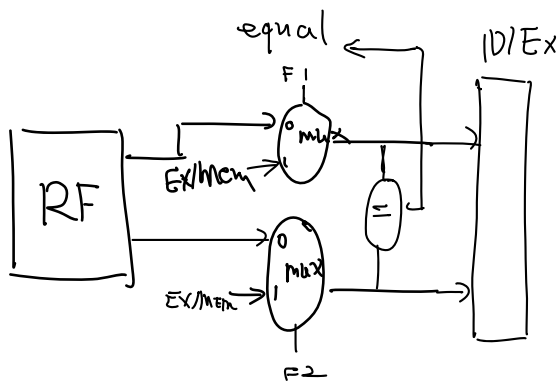 equal
ID/Ex
F1
0
mux
1
Ex/Mem
RF
0
mux
EX/MEM
1
=
F2